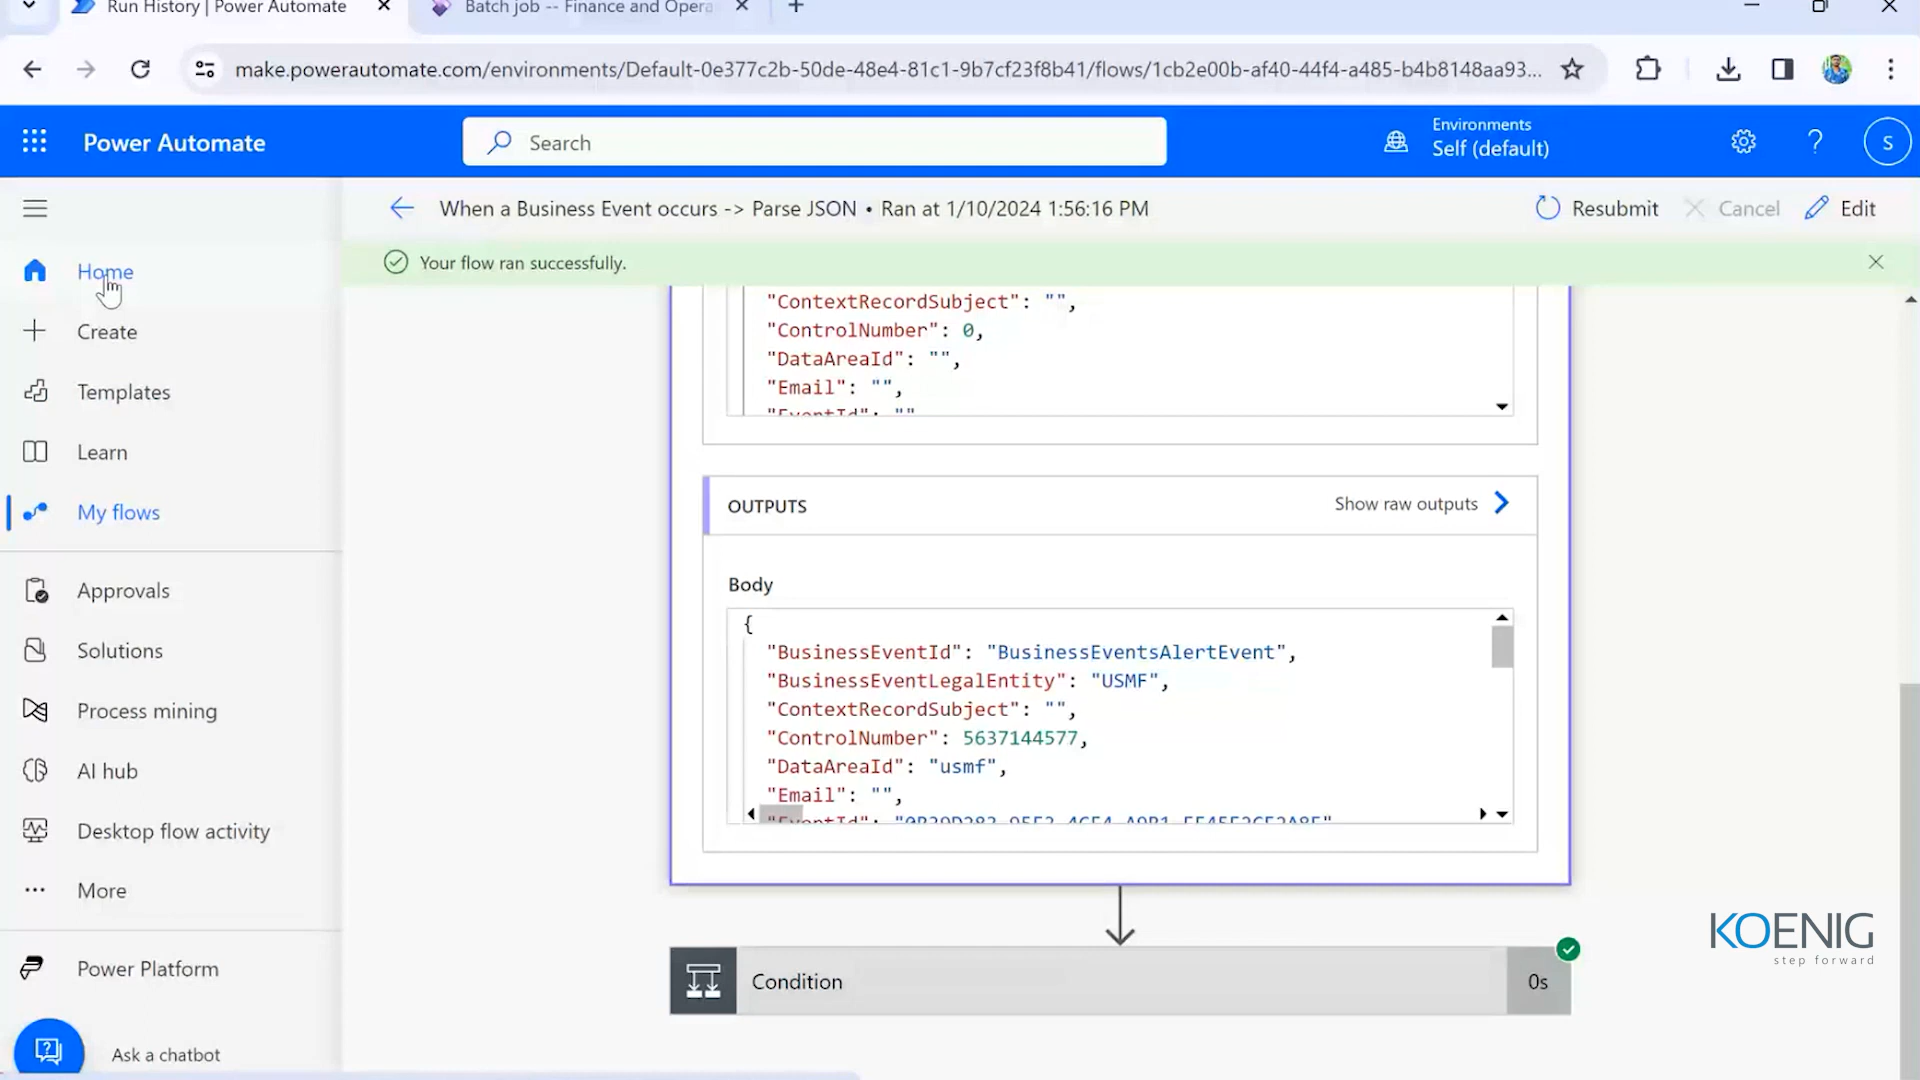 Run History | Power Automate
Batch job -- Finance and Opera
make.powerautomate.com/environments/Default-0e377c2b-50de-48e4-81c1-9b7cf23f8b41/flows/1cb2e00b-af40-44f4-a485-b4b8148aa93...
Power Automate
Search
Environments
Self (default)
?
S
When a Business Event occurs -> Parse JSON • Ran at 1/10/2024 1:56:16 PM
Resubmit
Cancel
Edit
Your flow ran successfully.
Home
Create
Templates
Learn
My flows
Approvals
Solutions
Process mining
AI hub
Desktop flow activity
More
Power Platform
Ask a chatbot
"ContextRecordSubject": "",
"ControlNumber": 0,
"DataAreaId": "",
"Email": "",
"EventId": ""
OUTPUTS
Show raw outputs
Body
{
"BusinessEventId": "BusinessEventsAlertEvent",
"BusinessEventLegalEntity": "USMF",
"ContextRecordSubject": "",
"ControlNumber": 5637144577,
"DataAreaId": "usmf",
"Email": "",
"EventId":
Condition
0s
KOENIG
step forward